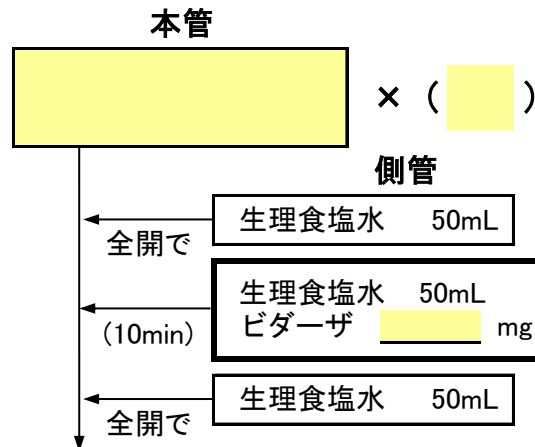 本管
× ( )
側管
生理食塩水 50mL
全開で
生理食塩水 50mL
ビダーザ mg
(10min)
生理食塩水 50mL
全開で